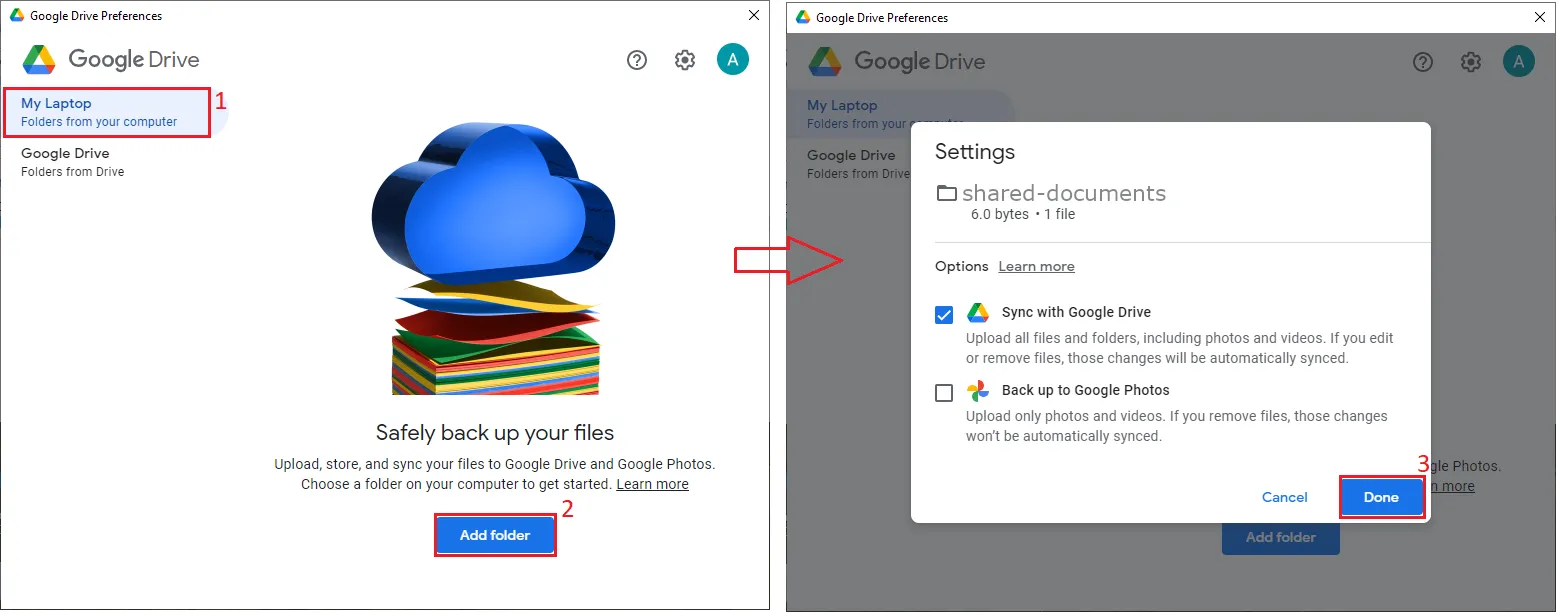 Google Drive Preferences
Google Drive
A
My Laptop
Folders from your computer
1
Google Drive
Folders from Drive
Safely back up your files
Upload, store, and sync your files to Google Drive and Google Photos.
Choose a folder on your computer to get started. Learn more
2
Add folder
Google Drive Preferences
Google Drive
A
My Laptop
Folders from your computer
Google Drive
Folders from Drive
Settings
shared-documents
6.0 bytes • 1 file
Options Learn more
Sync with Google Drive
Upload all files and folders, including photos and videos. If you edit
or remove files, those changes will be automatically synced.
Back up to Google Photos
Upload only photos and videos. If you remove files, those changes
won't be automatically synced.
3
gle Photos.
n more
Cancel
Done
Add folder